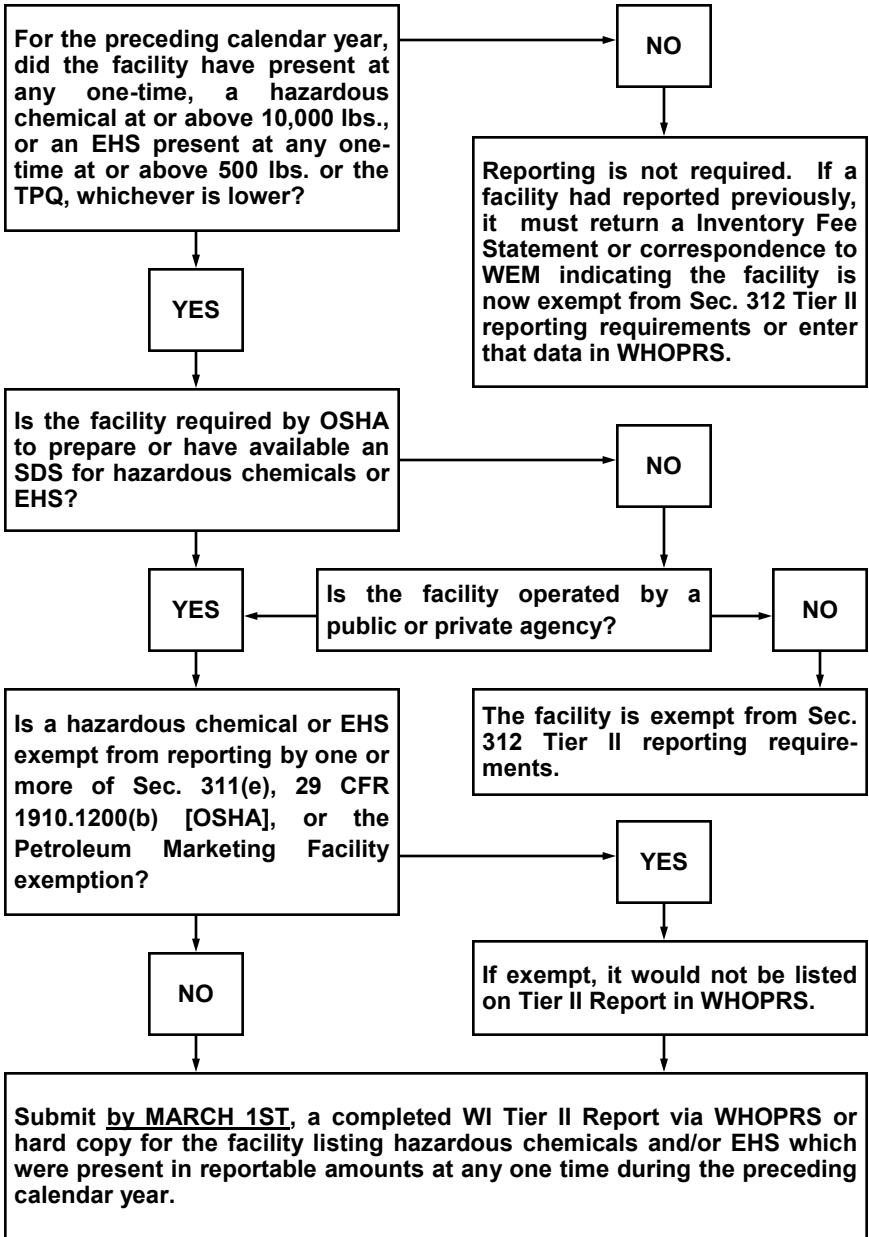 For the preceding calendar year,
did the facility have present at
any one-time, a hazardous
chemical at or above 10,000 lbs.,
or an EHS present at any one-
time at or above 500 lbs. or the
TPQ, whichever is lower?
NO
Reporting is not required. If a
facility had reported previously,
it must return a Inventory Fee
Statement or correspondence to
WEM indicating the facility is
now exempt from Sec. 312 Tier II
reporting requirements or enter
that data in WHOPRS.
YES
Is the facility required by OSHA
to prepare or have available an
SDS for hazardous chemicals or
EHS?
NO
YES
Is the facility operated by a
public or private agency?
NO
Is a hazardous chemical or EHS
exempt from reporting by one or
more of Sec. 311(e), 29 CFR
1910.1200(b) [OSHA], or the
Petroleum Marketing Facility
exemption?
The facility is exempt from Sec.
312 Tier II reporting require-
ments.
YES
NO
If exempt, it would not be listed
on Tier II Report in WHOPRS.
Submit by MARCH 1ST, a completed WI Tier II Report via WHOPRS or
hard copy for the facility listing hazardous chemicals and/or EHS which
were present in reportable amounts at any one time during the preceding
calendar year.